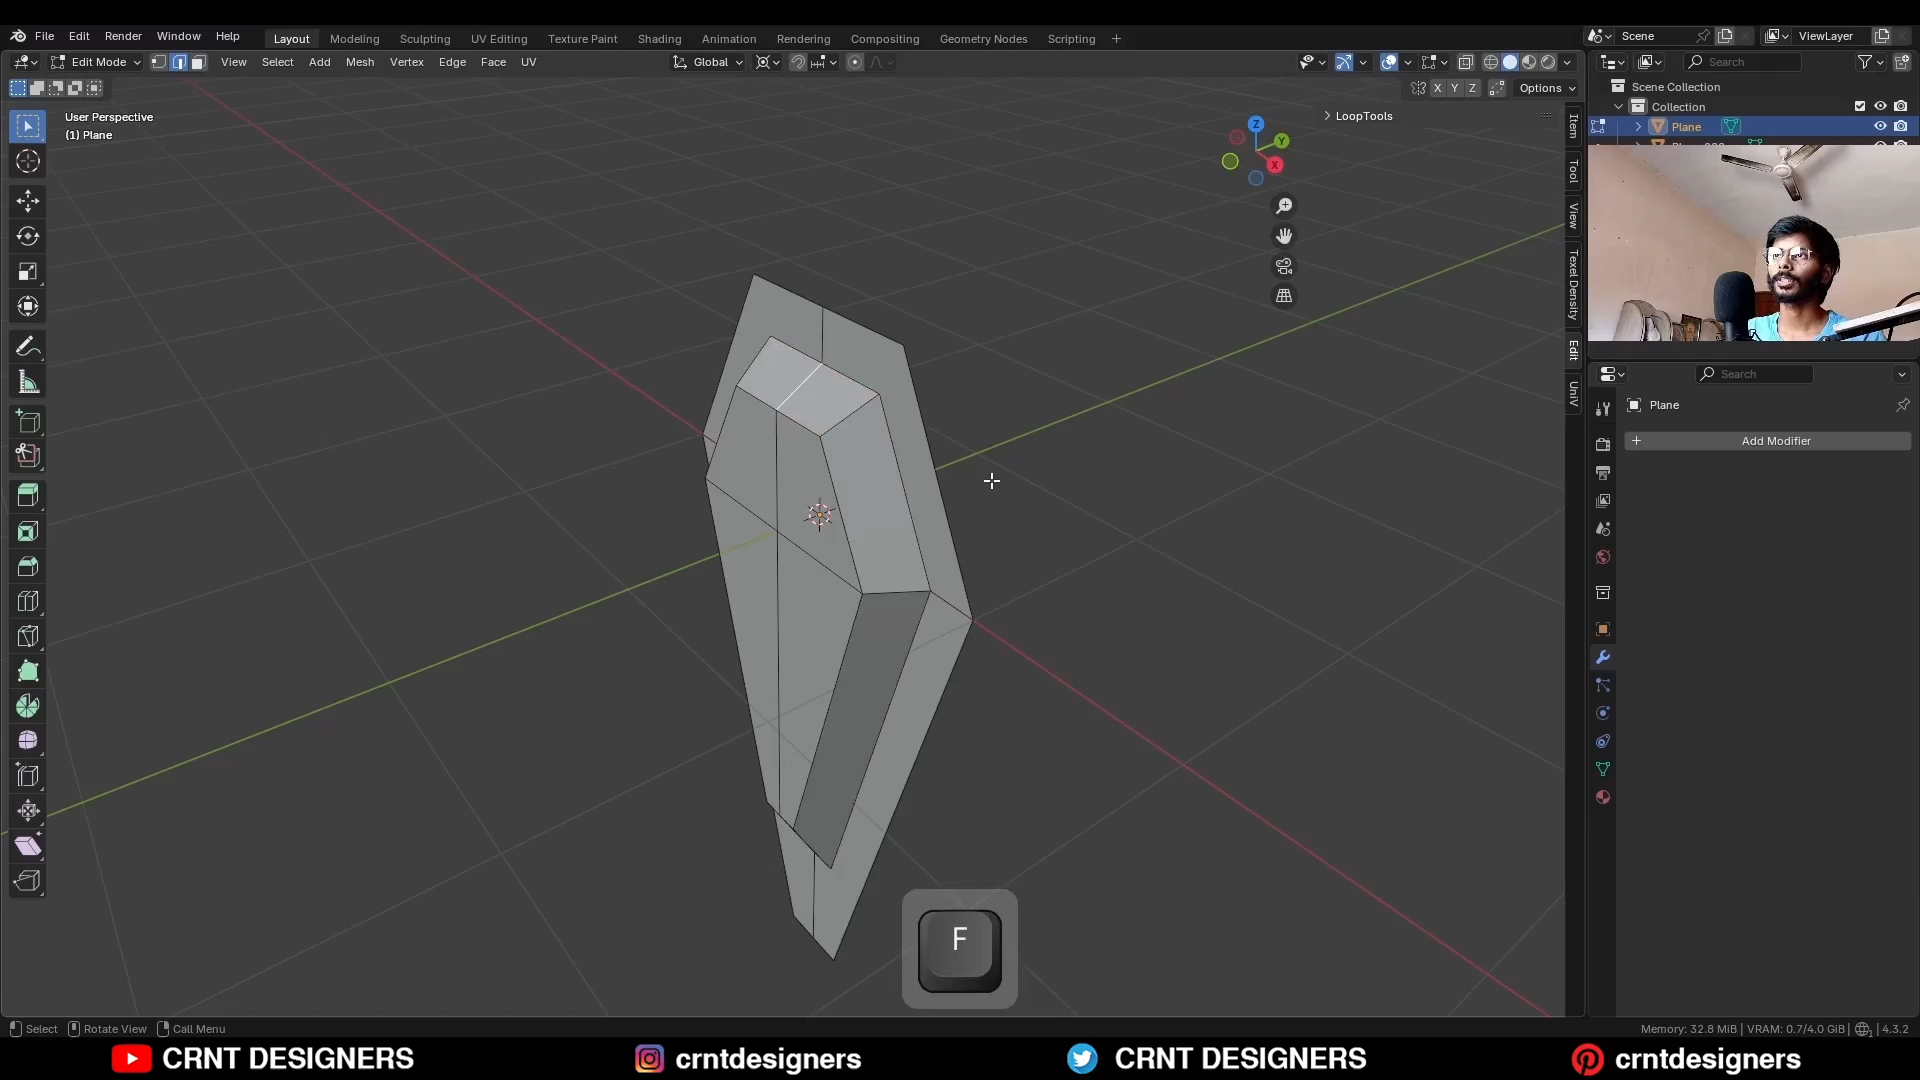 File Edit Render Window Help
Layout Modeling Sculpting UV Editing Texture Paint Shading Animation Rendering Compositing Geometry Nodes Scripting +
Scene
ViewLayer
Edit Mode View Select Add Mesh Vertex Edge Face UV
Global
Search
X Y Z Options
User Perspective
(1) Plane
LoopTools
Z
Y
X
Item
Tool
View
Texel Density
Edit
UniV
Scene Collection
Collection
Plane
Search
Plane
+ Add Modifier
F
Select Rotate View Call Menu
Memory: 32.8 MiB | VRAM: 0.7/4.0 GiB | 4.3.2
CRNT DESIGNERS crntdesigners CRNT DESIGNERS crntdesigners